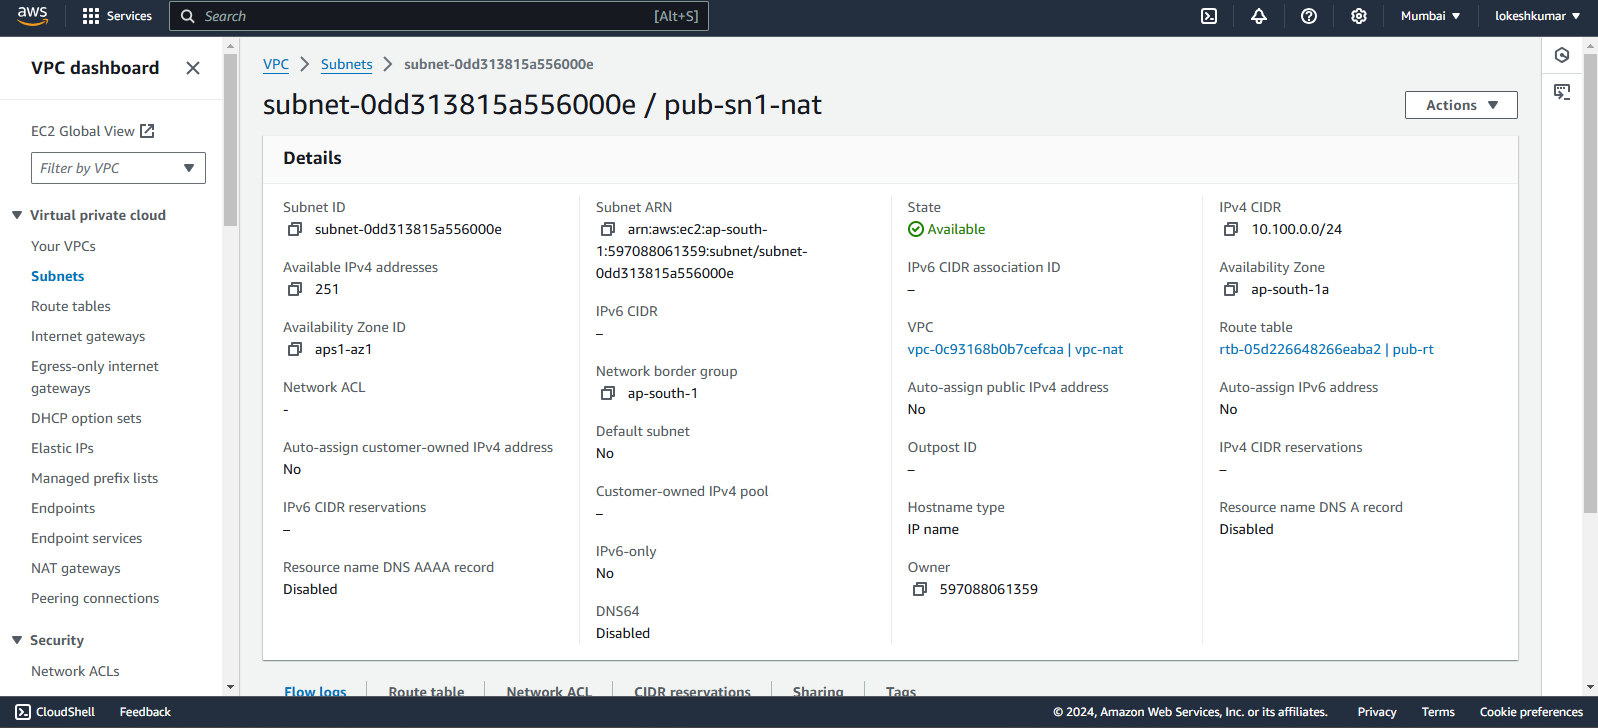 aws
Services
Search
[Alt+S]
Mumbai
lokeshkumar
VPC dashboard
EC2 Global View
Filter by VPC
Virtual private cloud
Your VPCs
Subnets
Route tables
Internet gateways
Egress-only internet
gateways
DHCP option sets
Elastic IPs
Managed prefix lists
Endpoints
Endpoint services
NAT gateways
Peering connections
Security
Network ACLs
VPC
Subnets
subnet-0dd313815a556000e
subnet-0dd313815a556000e / pub-sn1-nat
Actions
Details
Subnet ID
subnet-0dd313815a556000e
Available IPv4 addresses
251
Availability Zone ID
aps1-az1
Network ACL
-
Auto-assign customer-owned IPv4 address
No
IPv6 CIDR reservations
–
Resource name DNS AAAA record
Disabled
Subnet ARN
arn:aws:ec2:ap-south-
1:597088061359:subnet/subnet-
0dd313815a556000e
IPv6 CIDR
–
Network border group
ap-south-1
Default subnet
No
Customer-owned IPv4 pool
–
IPv6-only
No
DNS64
Disabled
State
Available
IPv6 CIDR association ID
–
VPC
vpc-0c93168b0b7cefcaa | vpc-nat
Auto-assign public IPv4 address
No
Outpost ID
–
Hostname type
IP name
Owner
597088061359
IPv4 CIDR
10.100.0.0/24
Availability Zone
ap-south-1a
Route table
rtb-05d226648266eaba2 | pub-rt
Auto-assign IPv6 address
No
IPv4 CIDR reservations
–
Resource name DNS A record
Disabled
Flow logs
Route table
Network ACL
CIDR reservations
Sharing
Tags
CloudShell
Feedback
© 2024, Amazon Web Services, Inc. or its affiliates.
Privacy
Terms
Cookie preferences